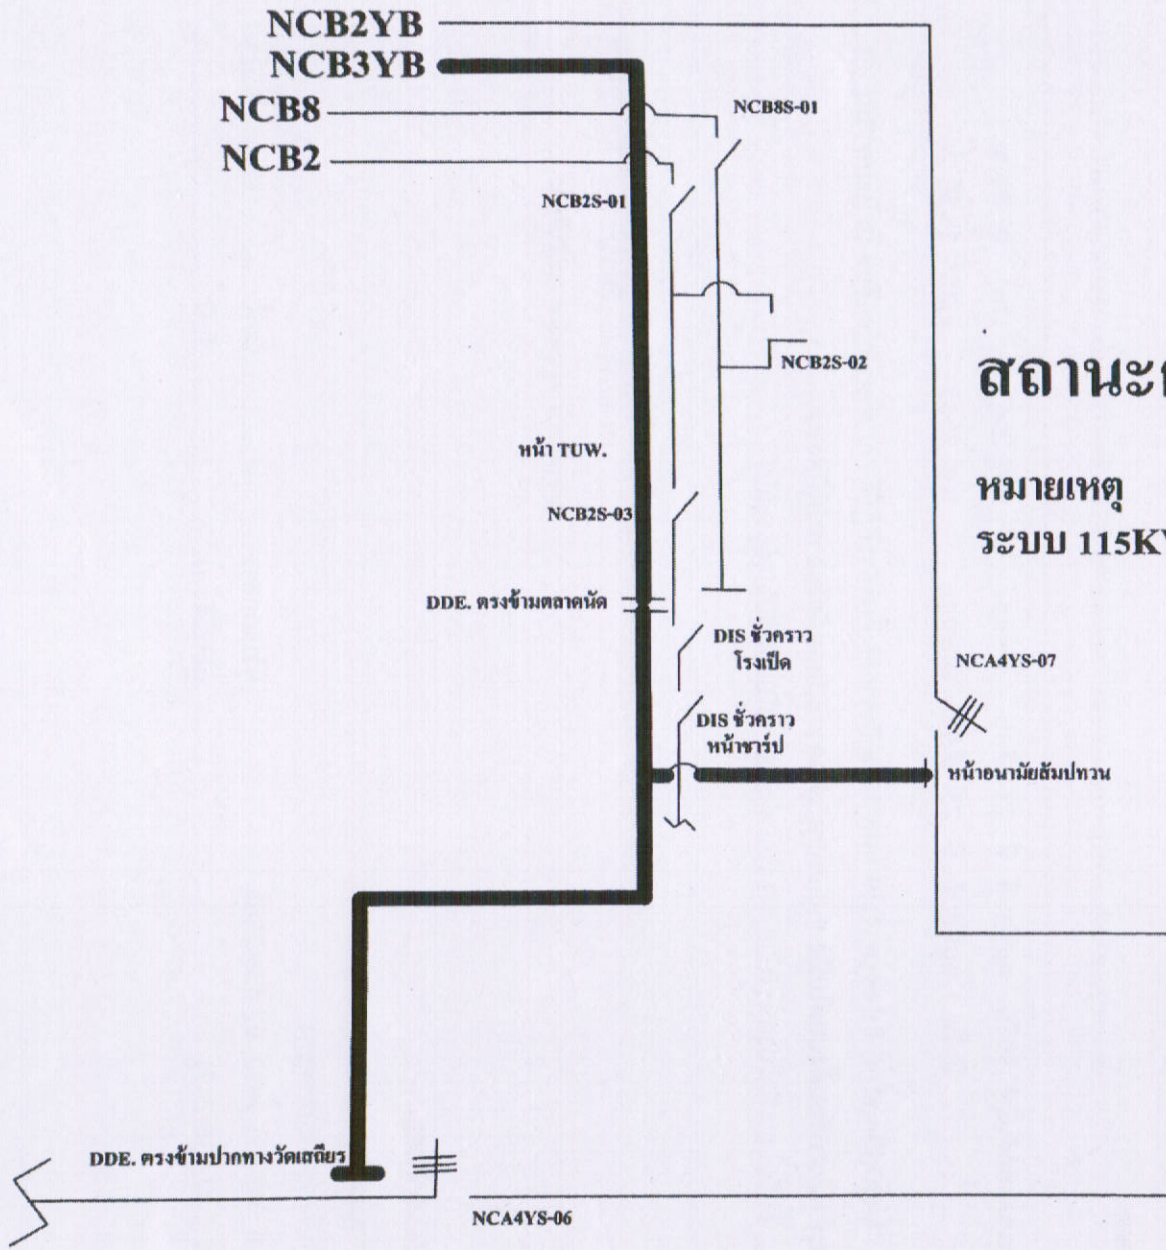 NCB2YB
NCB3YB
NCB8
NCB8S-01
NCB2
NCB2S-01
NCB2S-02
สถานะ
หน้า TUW.
หมายเหตุ
NCB2S-03
ระบบ 115K
DDE. ตรงข้ามตลาดนัด
DIS ชั่วคราว
โรงเป็ด
NCA4YS-07
DIS ชั่วคราว
หน้าชาร์ป
หน้าอนามัยสัมปทวน
DDE. ตรงข้ามปากทางวัดเสถียร
NCA4YS-06